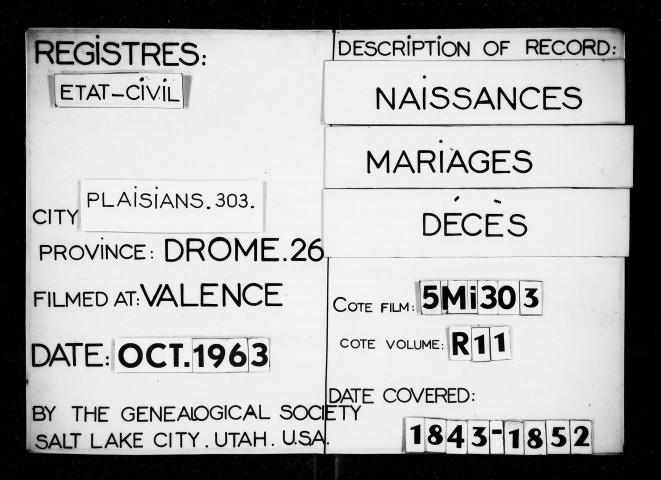 REGISTRES:
ETAT-CIVIL
CITY PLAISIANS.303.
PROVINCE: DROME.26
FILMED AT: VALENCE
DATE: OCT.1963
BY THE GENEALOGICAL SOCIETY
SALT LAKE CITY. UTAH. U.S.A.
DESCRIPTION OF RECORD:
NAISSANCES
MARIAGES
DÉCÈS
COTE FILM: 5Mi303
COTE VOLUME: R11
DATE COVERED:
1843-1852